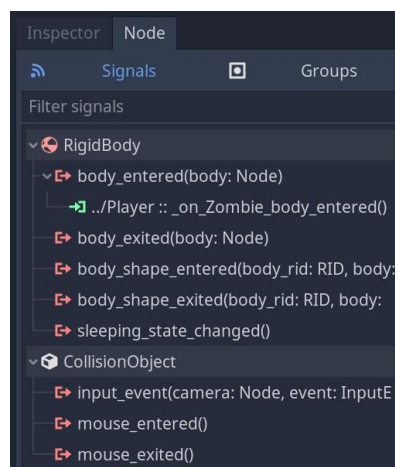 Inspector Node
Signals Groups
Filter signals
RigidBody
body_entered(body: Node)
../Player :: _on_Zombie_body_entered()
body_exited(body: Node)
body_shape_entered(body_rid: RID, body:
body_shape_exited(body_rid: RID, body:
sleeping_state_changed()
CollisionObject
input_event(camera: Node, event: InputE
mouse_entered()
mouse_exited()